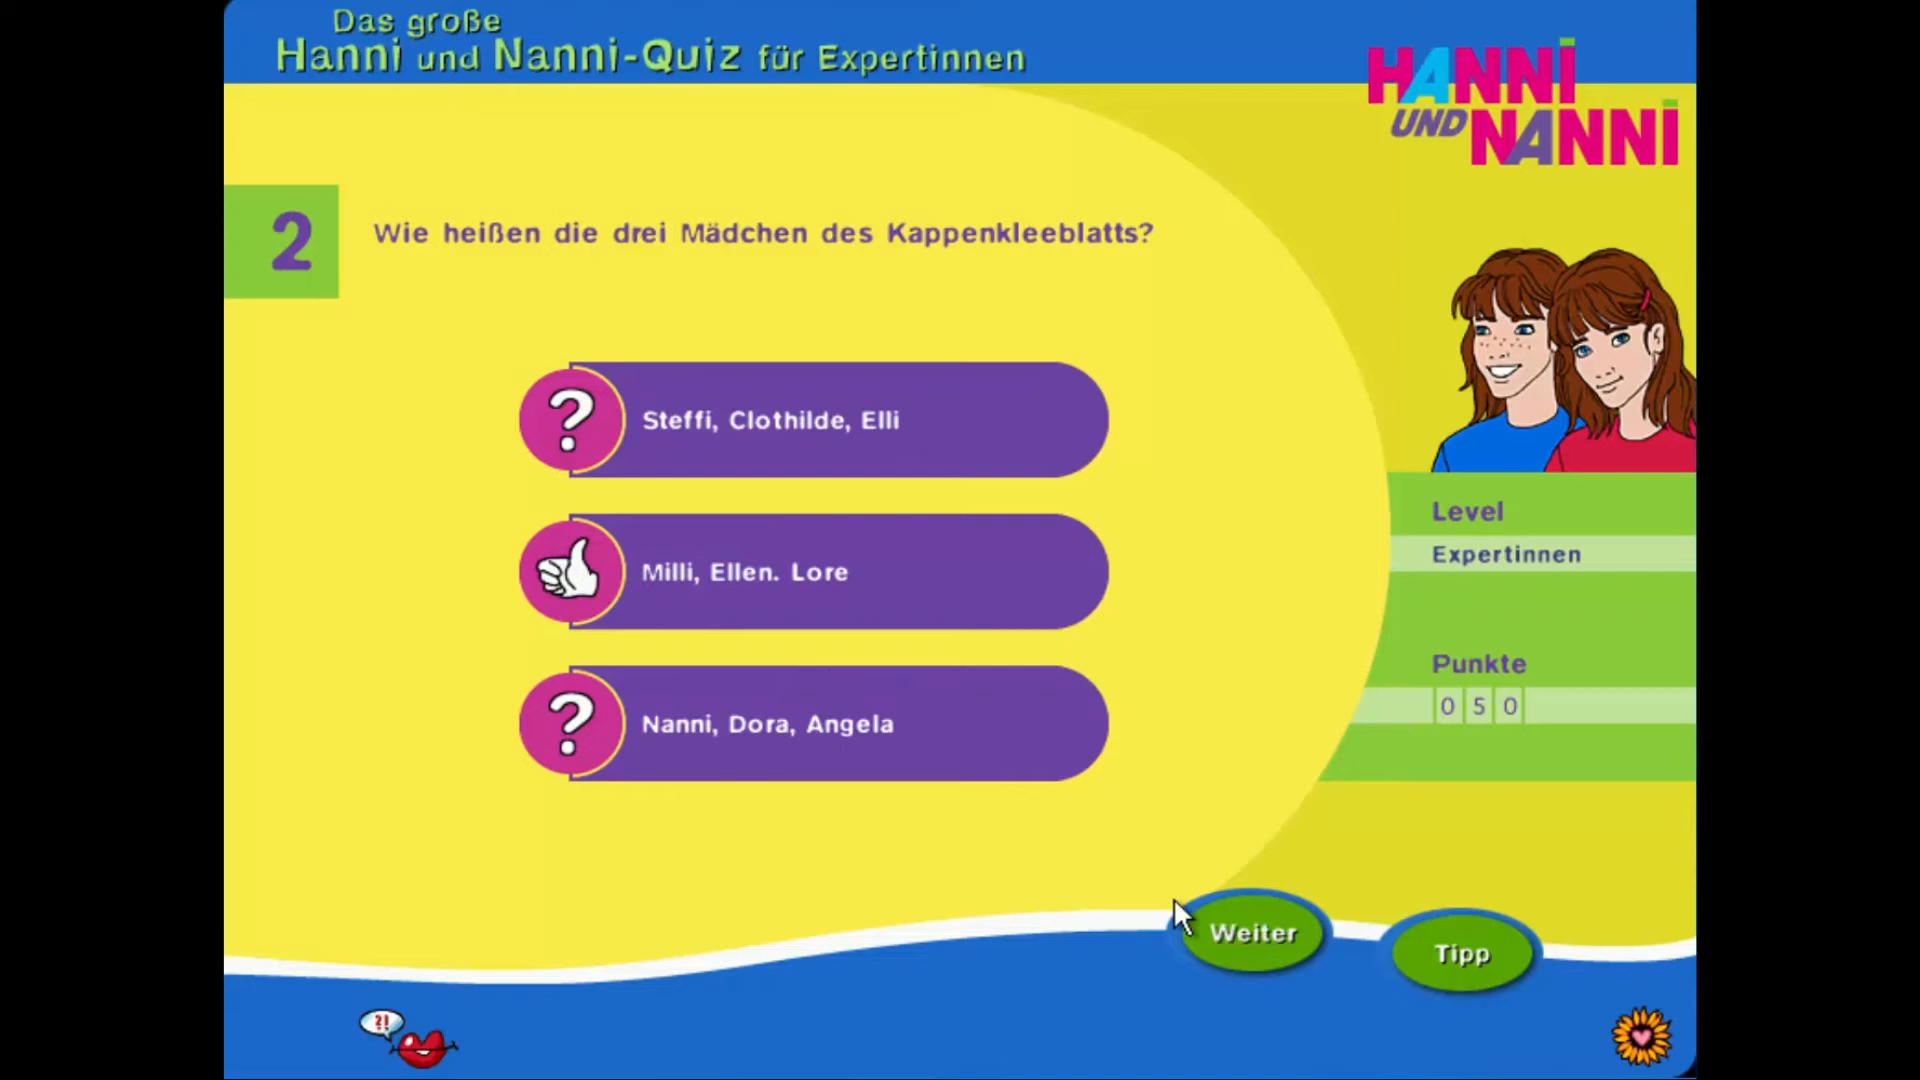 Das große
Hanni und Nanni-Quiz für Expertinnen
HANNI
UND NANNI
2
Wie heißen die drei Mädchen des Kappenkleeblatts?
?
Steffi, Clothilde, Elli
Milli, Ellen. Lore
?
Nanni, Dora, Angela
Level
Expertinnen
Punkte
0 5 0
Weiter
Tipp
?!